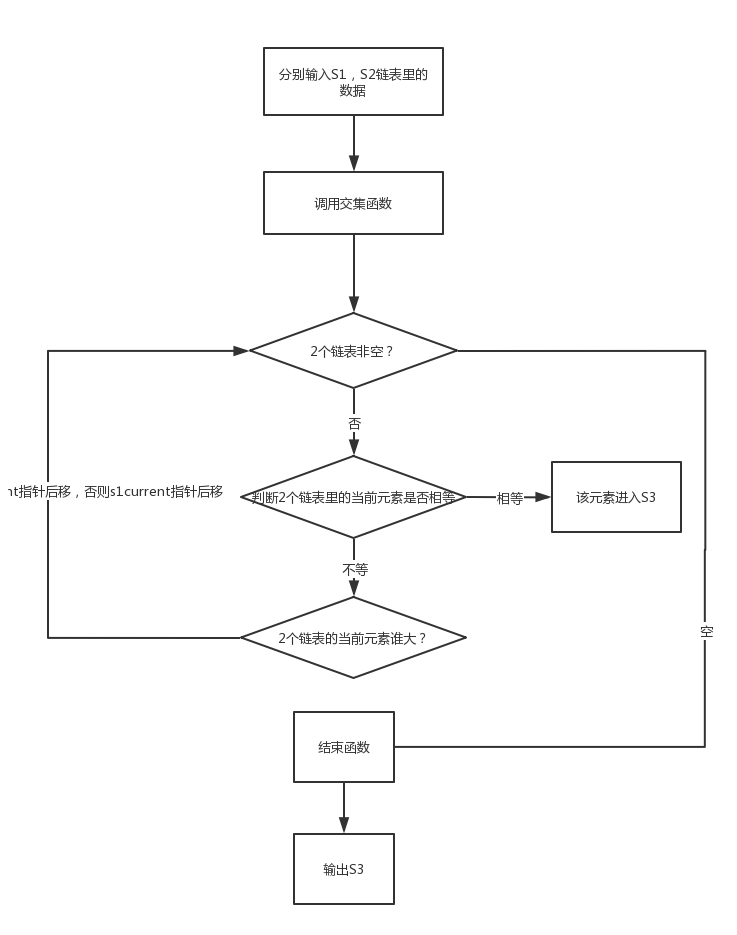 分别输入S1，S2链表里的
数据
调用交集函数
2个链表非空？
否
nt指针后移，否则s1current指针后移
判断2个链表里的当前元素是否相等
相等
该元素进入S3
不等
2个链表的当前元素谁大？
空
结束函数
输出S3